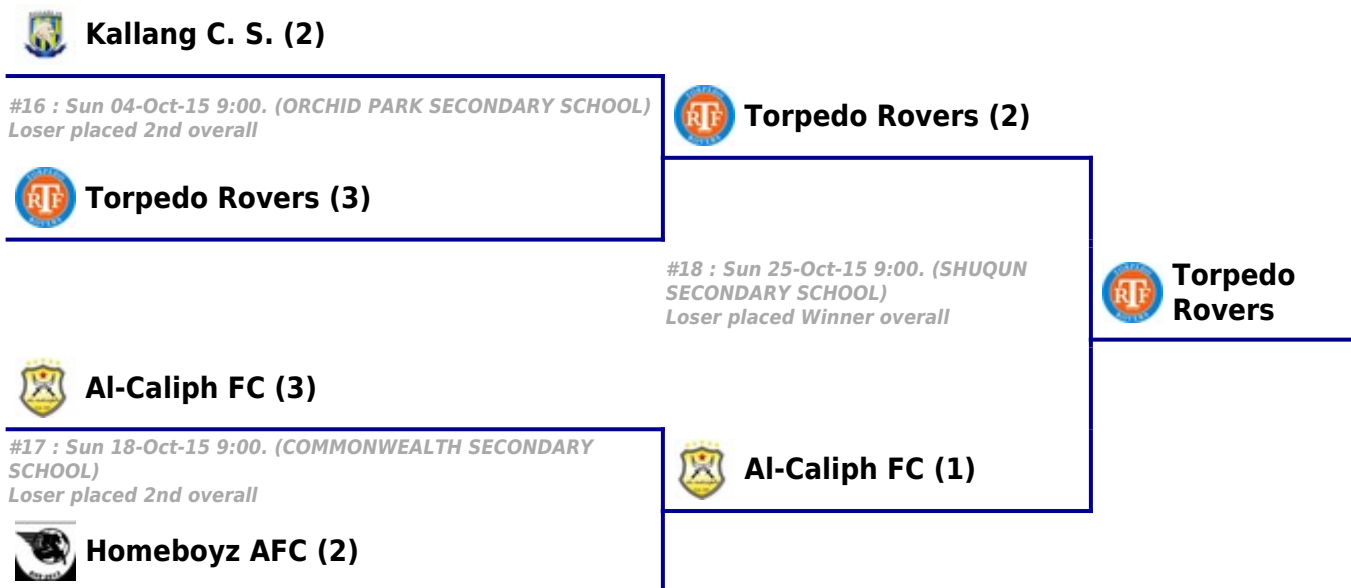 Kallang C. S. (2)
#16 : Sun 04-Oct-15 9:00. (ORCHID PARK SECONDARY SCHOOL)
Loser placed 2nd overall
Torpedo Rovers (2)
Torpedo Rovers (3)
#18 : Sun 25-Oct-15 9:00. (SHUQUN
SECONDARY SCHOOL)
Loser placed Winner overall
Torpedo
Rovers
Al-Caliph FC (3)
#17 : Sun 18-Oct-15 9:00. (COMMONWEALTH SECONDARY
SCHOOL)
Loser placed 2nd overall
Al-Caliph FC (1)
Homeboyz AFC (2)